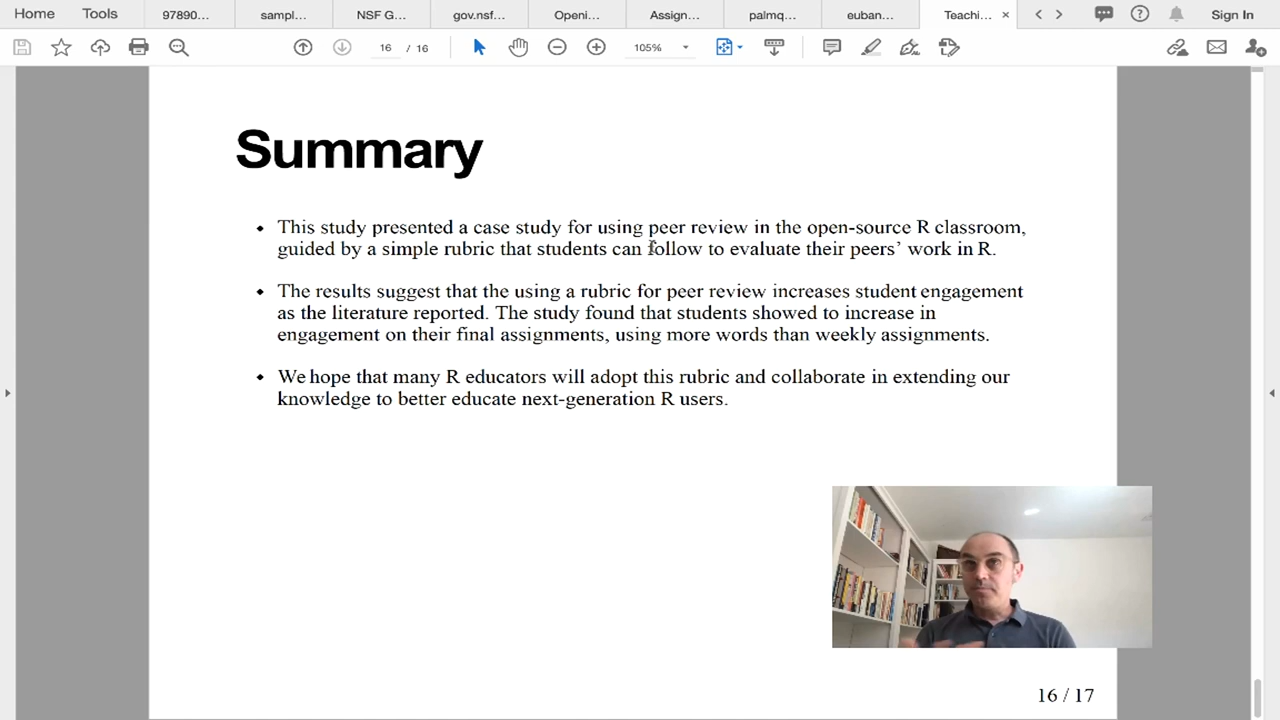 Home Tools 97890... sampl... NSF G... gov.nsf... Openi... Assign... palmq... euban... Teachi... × Sign In
16 / 16 105%
Summary
This study presented a case study for using peer review in the open-source R classroom,
guided by a simple rubric that students can follow to evaluate their peers’ work in R.
The results suggest that the using a rubric for peer review increases student engagement
as the literature reported. The study found that students showed to increase in
engagement on their final assignments, using more words than weekly assignments.
We hope that many R educators will adopt this rubric and collaborate in extending our
knowledge to better educate next-generation R users.
16 / 17